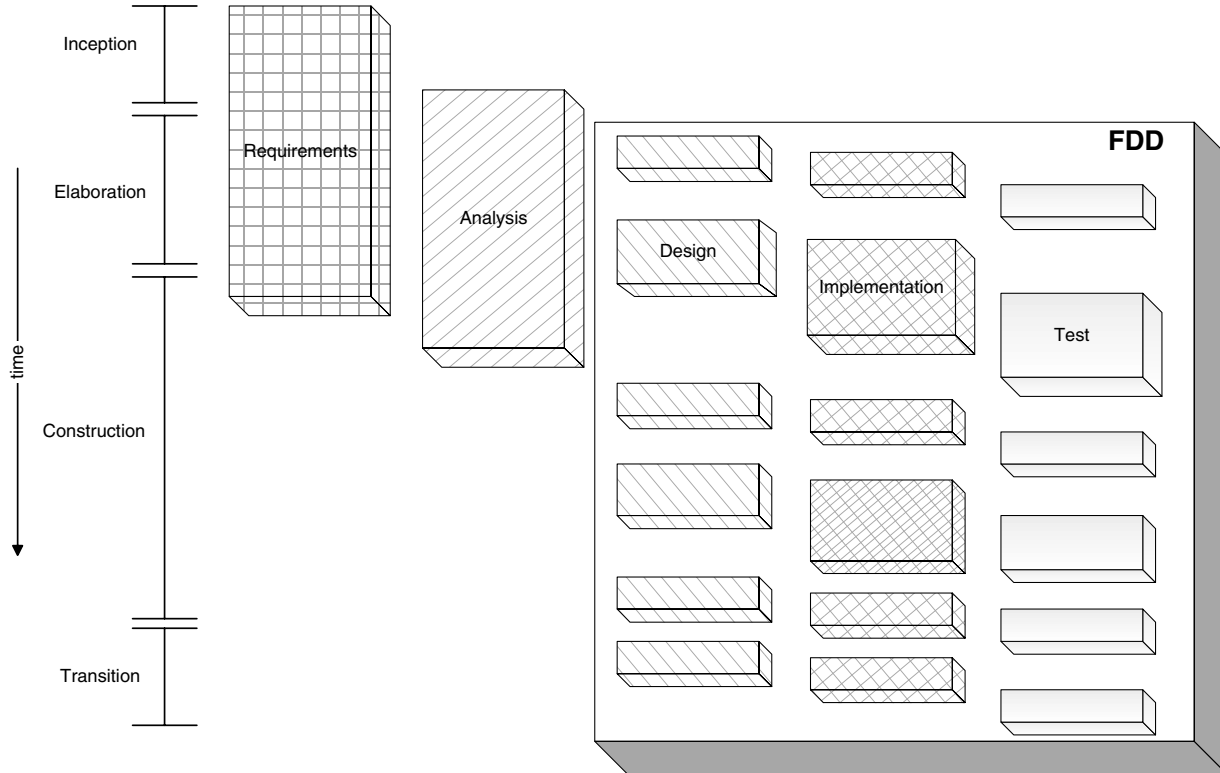 Inception
Elaboration
time
Construction
Transition
Requirements
Analysis
FDD
Design
Implementation
Test